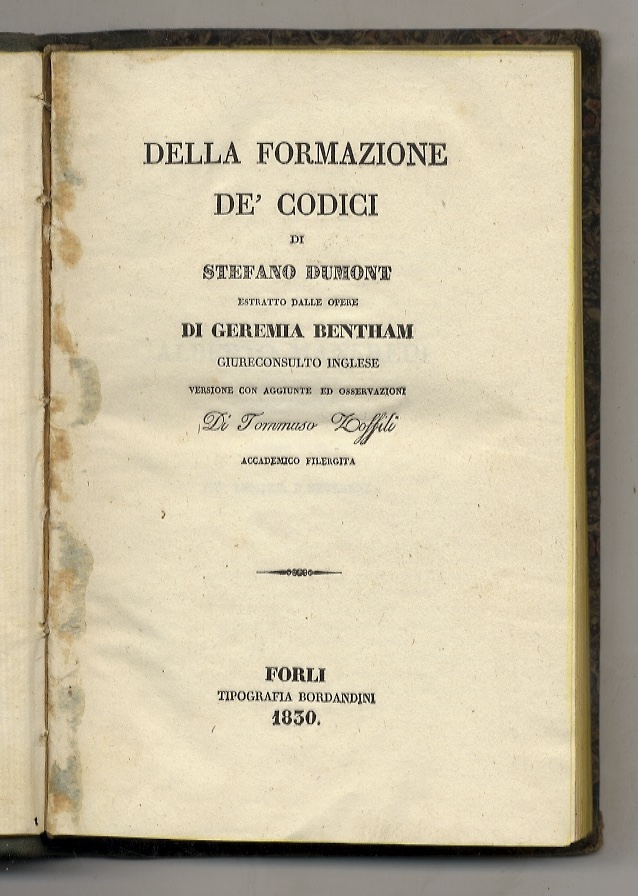 DELLA FORMAZIONE
DE' CODICI
DI
STEFANO DUMONT
ESTRATTO DALLE OPERE
DI GEREMIA BENTHAM
GIURECONSULTO INGLESE
VERSIONE CON AGGIUNTE ED OSSERVAZIONI
Di Tommaso Zoffili
ACCADEMICO FILERGITA
FORLI
TIPOGRAFIA BORDANDINI
1830.